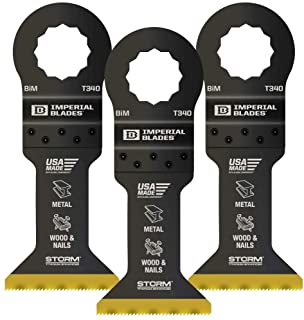 BiM T340
IMPERIAL BLADES
USA MADE
METAL
WOOD & NAILS
STORM
BiM T340
IMPERIAL BLADES
USA MADE
METAL
WOOD & NAILS
STORM
BiM T340
IMPERIAL BLADES
USA MADE
METAL
WOOD & NAILS
STORM